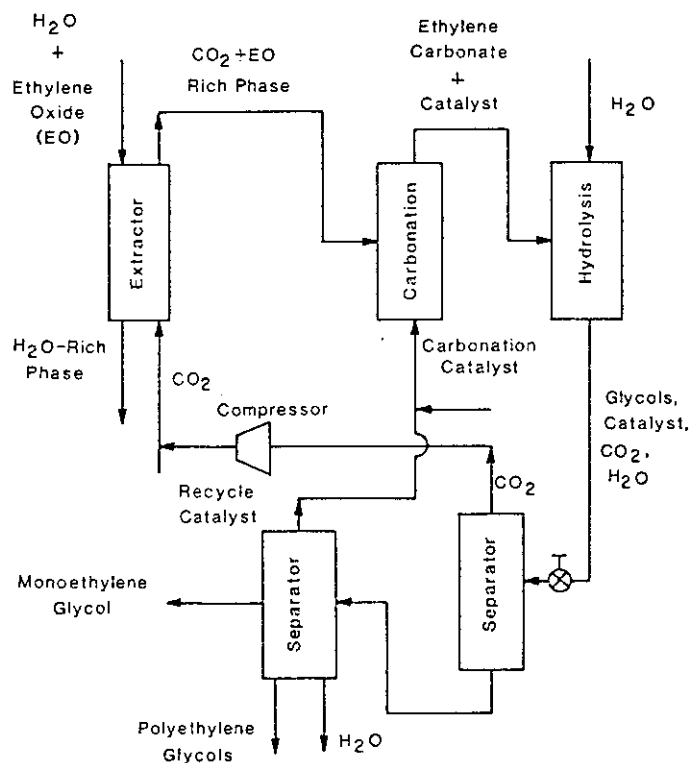 H2O
+
Ethylene
Oxide
(EO)
CO2+EO
Rich Phase
Ethylene
Carbonate
+
Catalyst
H2O
Extractor
Carbonation
Hydrolysis
H2O-Rich
Phase
CO2
Compressor
Carbonation
Catalyst
Glycols,
Catalyst,
CO2,
H2O
Recycle
Catalyst
CO2
Monoethylene
Glycol
Separator
Separator
Polyethylene
Glycols
H2O